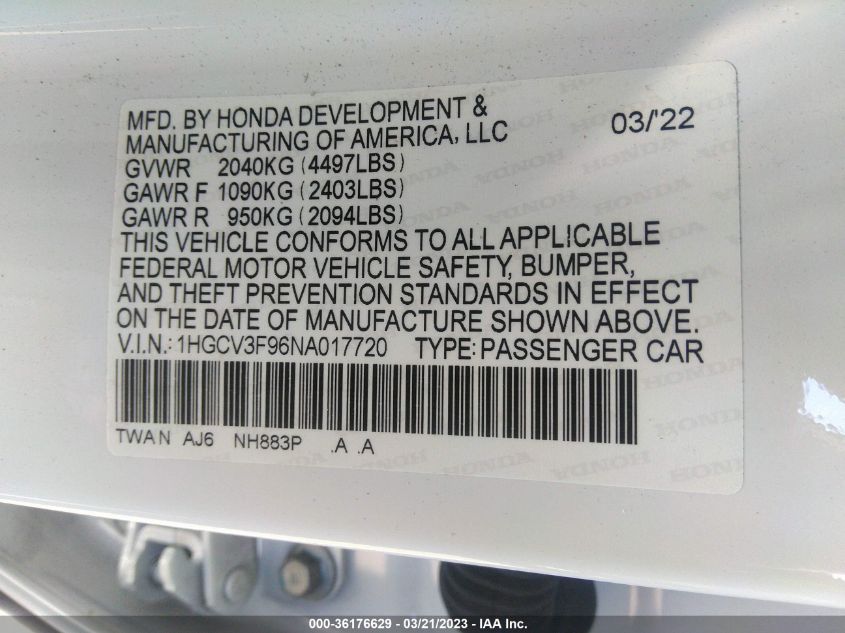 MFD. BY HONDA DEVELOPMENT &
MANUFACTURING OF AMERICA, LLC 03/'22
GVWR 2040KG (4497LBS)
GAWR F 1090KG (2403LBS)
GAWR R 950KG (2094LBS)
THIS VEHICLE CONFORMS TO ALL APPLICABLE
FEDERAL MOTOR VEHICLE SAFETY, BUMPER,
AND THEFT PREVENTION STANDARDS IN EFFECT
ON THE DATE OF MANUFACTURE SHOWN ABOVE.
V.I.N.: 1HGCV3F96NA017720 TYPE: PASSENGER CAR
TWAN AJ6 NH883P .A .A
000-36176629 - 03/21/2023 - IAA Inc.